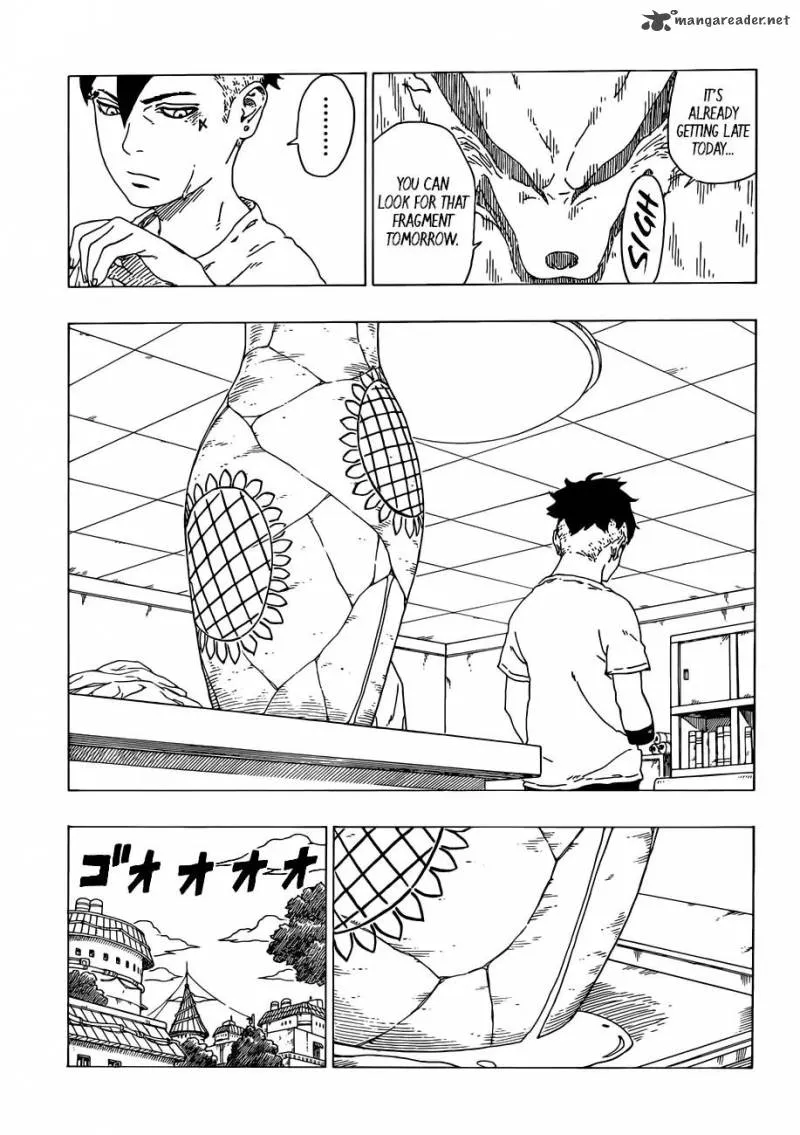 mangareader.net
IT'S
ALREADY
GETTING LATE
TODAY...
SIGH
YOU CAN
LOOK FOR THAT
FRAGMENT
TOMORROW.
........
ゴオオオオ